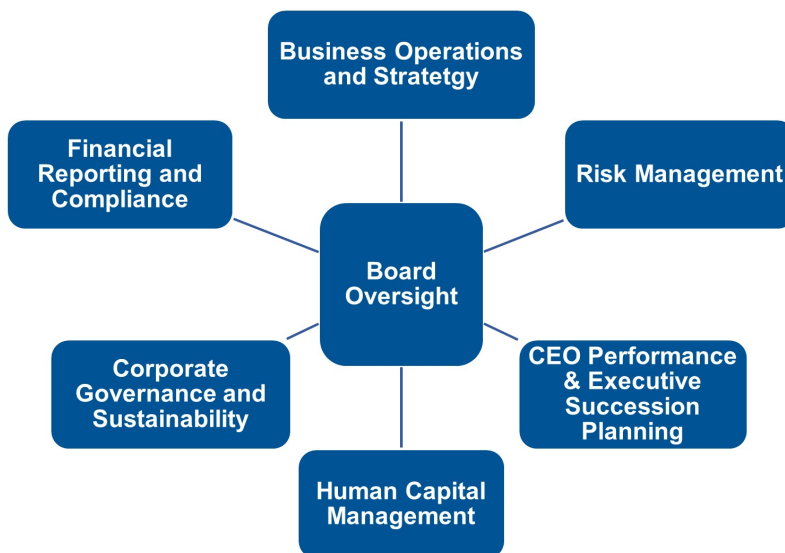 Business Operations
and Stratetgy
Financial
Reporting and
Compliance
Risk Management
Board
Oversight
Corporate
Governance and
Sustainability
CEO Performance
& Executive
Succession
Planning
Human Capital
Management